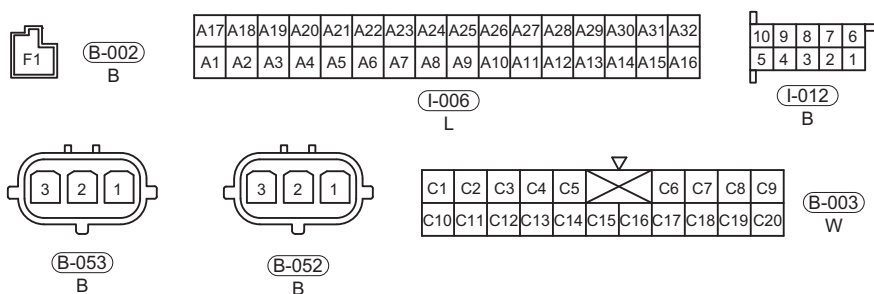 F1
B-002
B
A17 A18 A19 A20 A21 A22 A23 A24 A25 A26 A27 A28 A29 A30 A31 A32
A1 A2 A3 A4 A5 A6 A7 A8 A9 A10 A11 A12 A13 A14 A15 A16
I-006
L
10 9 8 7 6
5 4 3 2 1
I-012
B
3 2 1
B-053
B
3 2 1
B-052
B
C1 C2 C3 C4 C5 C6 C7 C8 C9
C10 C11 C12 C13 C14 C15 C16 C17 C18 C19 C20
B-003
W